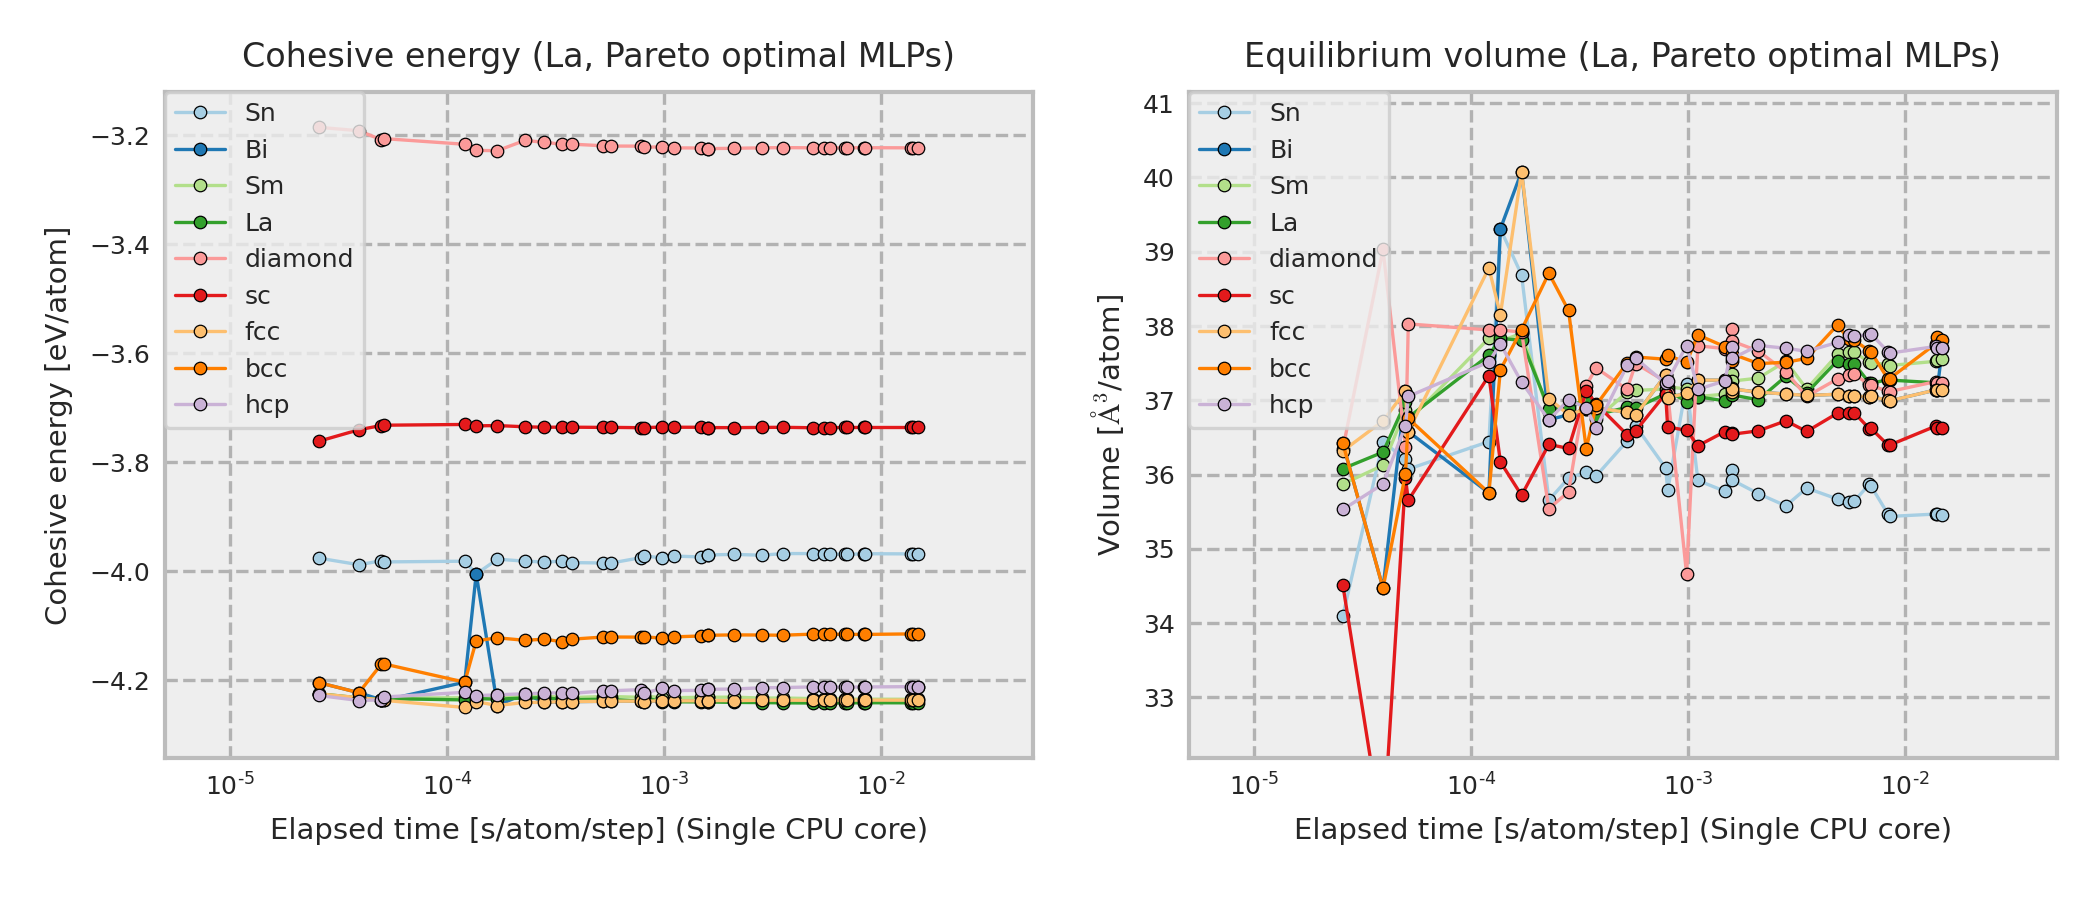 Cohesive energy (La, Pareto optimal MLPs)
Cohesive energy [eV/atom]
−3.2
−3.4
−3.6
−3.8
−4.0
−4.2
Sn
Bi
Sm
La
diamond
sc
fcc
bcc
hcp
10⁻⁵ 10⁻⁴ 10⁻³ 10⁻²
Elapsed time [s/atom/step] (Single CPU core)
Equilibrium volume (La, Pareto optimal MLPs)
Volume [Å³/atom]
41
40
39
38
37
36
35
34
33
Sn
Bi
Sm
La
diamond
sc
fcc
bcc
hcp
10⁻⁵ 10⁻⁴ 10⁻³ 10⁻²
Elapsed time [s/atom/step] (Single CPU core)